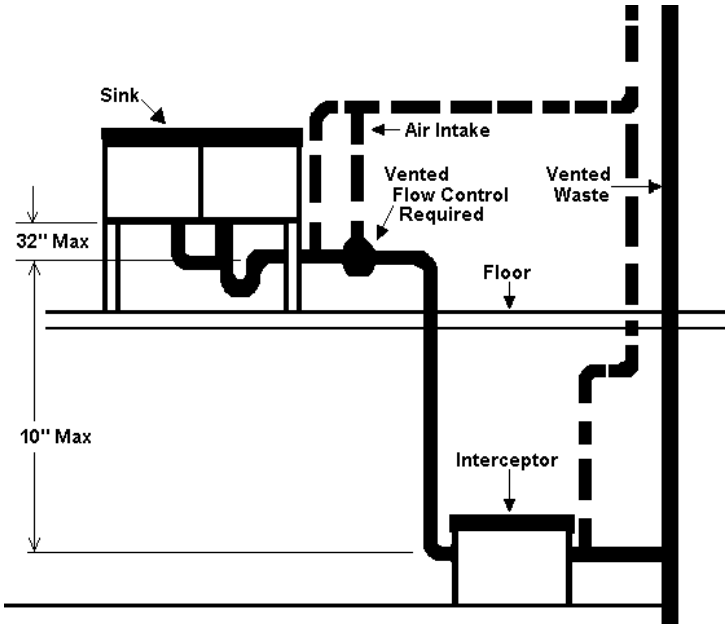 Sink
Air Intake
Vented
Flow Control
Required
Vented
Waste
32" Max
Floor
10" Max
Interceptor